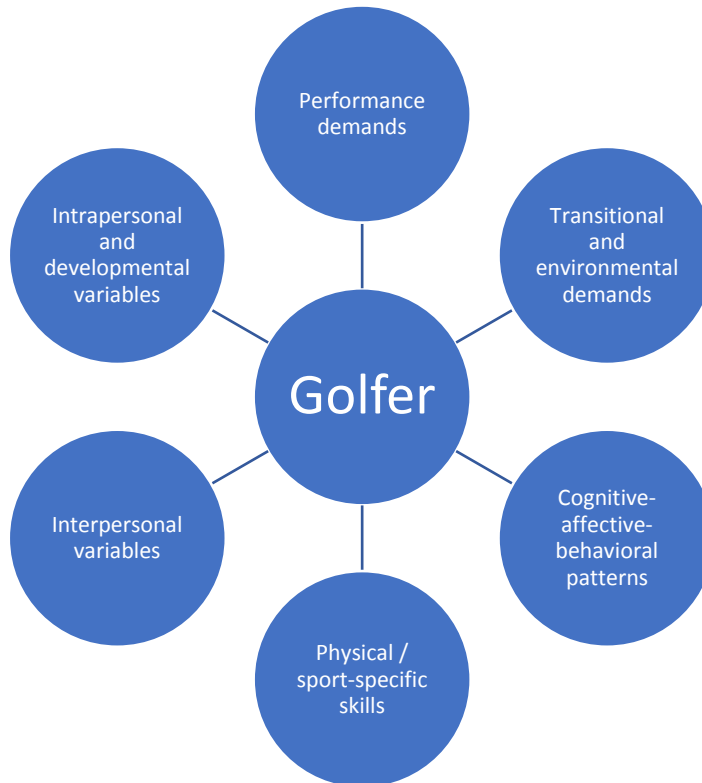 Performance
demands
Intrapersonal
and
developmental
variables
Transitional
and
environmental
demands
Golfer
Interpersonal
variables
Cognitive-
affective-
behavioral
patterns
Physical /
sport-specific
skills